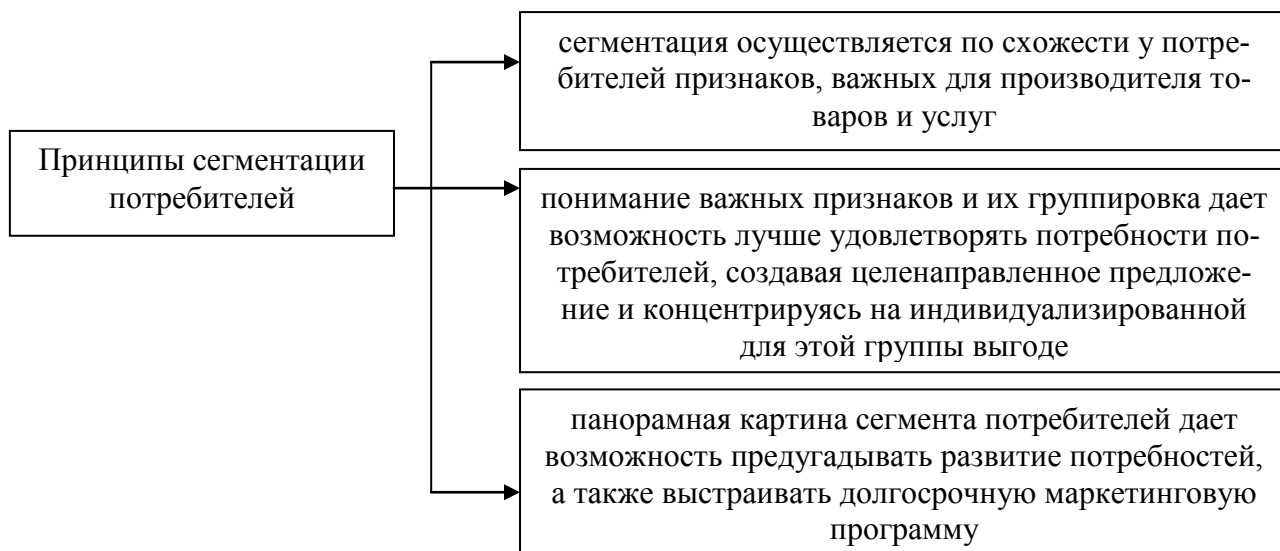 сегментация осуществляется по схожести у потре-
бителей признаков, важных для производителя то-
варов и услуг
Принципы сегментации
потребителей
понимание важных признаков и их группировка дает
возможность лучше удовлетворять потребности по-
требителей, создавая целенаправленное предложе-
ние и концентрируясь на индивидуализированной
для этой группы выгоде
панорамная картина сегмента потребителей дает
возможность предугадывать развитие потребностей,
а также выстраивать долгосрочную маркетинговую
программу